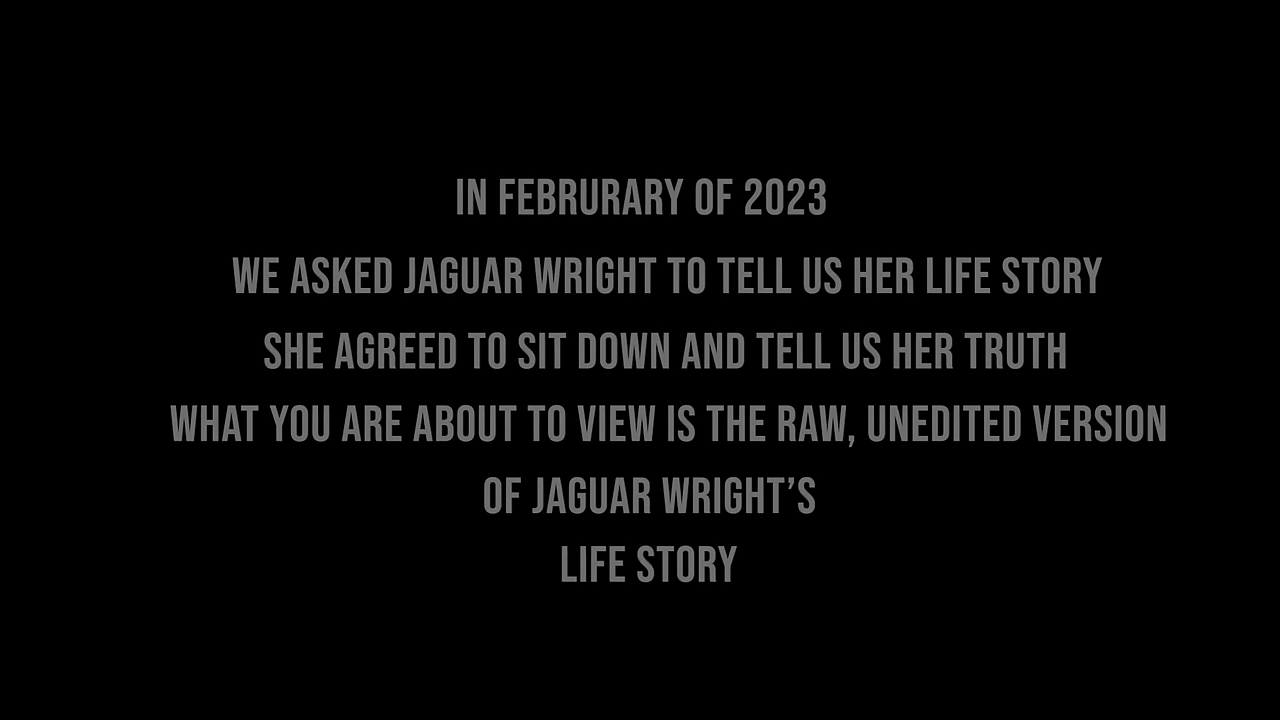 IN FEBRURARY OF 2023
WE ASKED JAGUAR WRIGHT TO TELL US HER LIFE STORY
SHE AGREED TO SIT DOWN AND TELL US HER TRUTH
WHAT YOU ARE ABOUT TO VIEW IS THE RAW, UNEDITED VERSION
OF JAGUAR WRIGHT’S
LIFE STORY